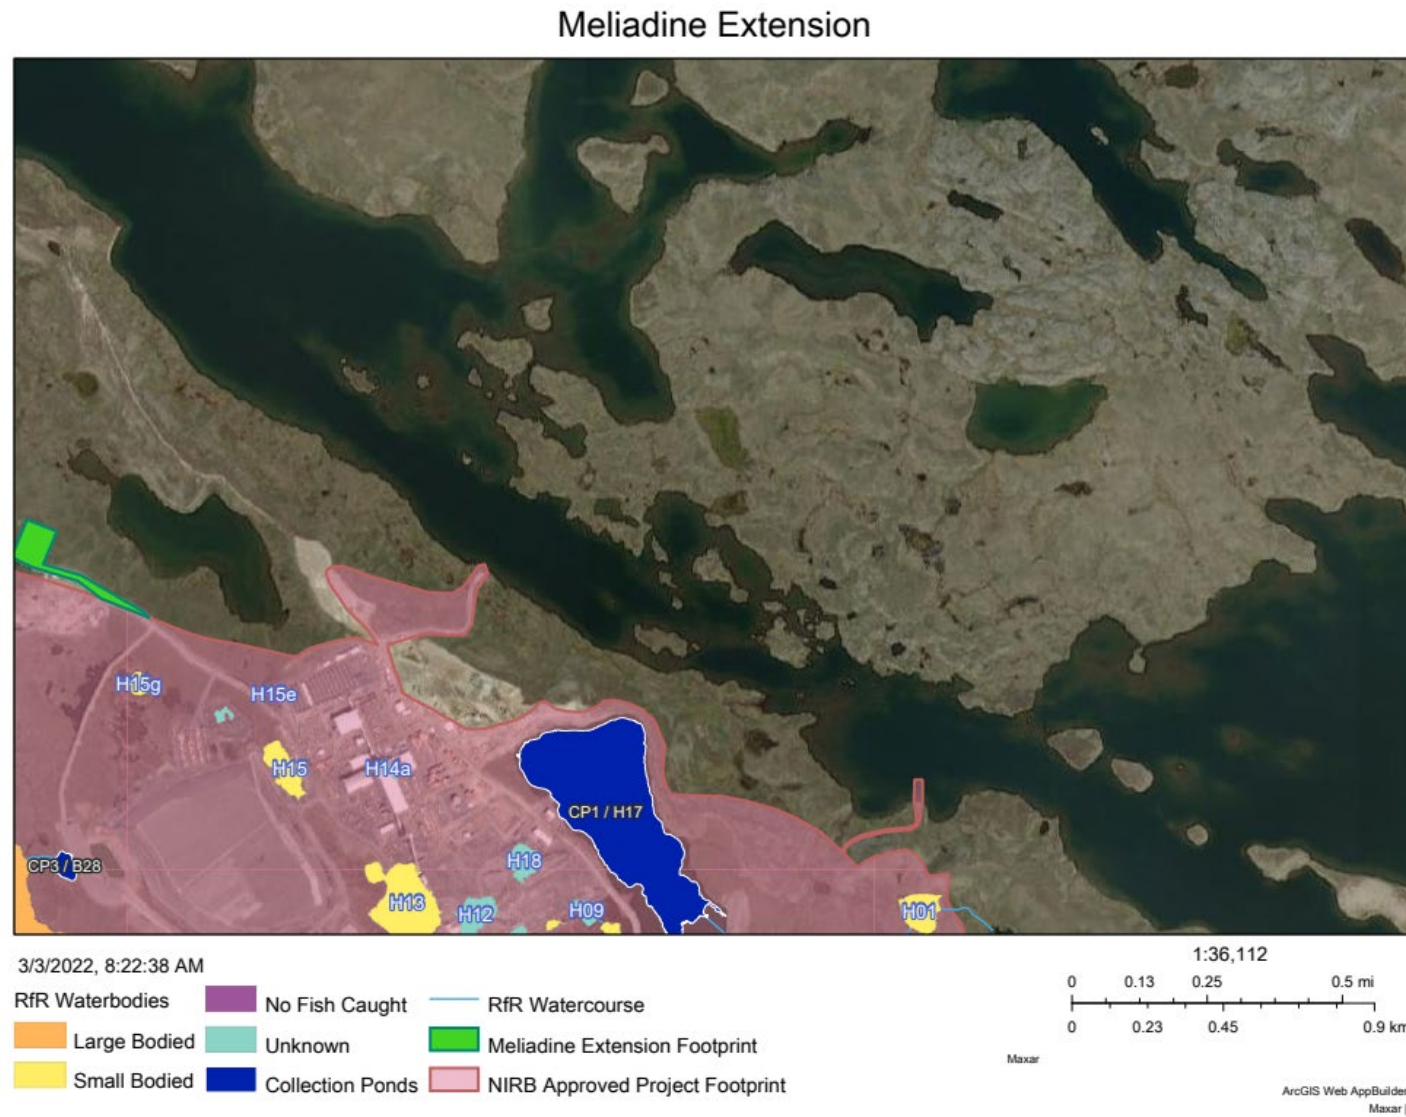 Meliadine Extension
H15g
H15e
H15
H14a
CP1 / H17
CP3 / B28
H18
H13
H12
H09
H01
3/3/2022, 8:22:38 AM
RfR Waterbodies
Large Bodied
Small Bodied
No Fish Caught
Unknown
Collection Ponds
RfR Watercourse
Meliadine Extension Footprint
NIRB Approved Project Footprint
1:36,112
0 0.13 0.25 0.5 mi
0 0.23 0.45 0.9 km
Maxar
ArcGIS Web AppBuilder
Maxar |